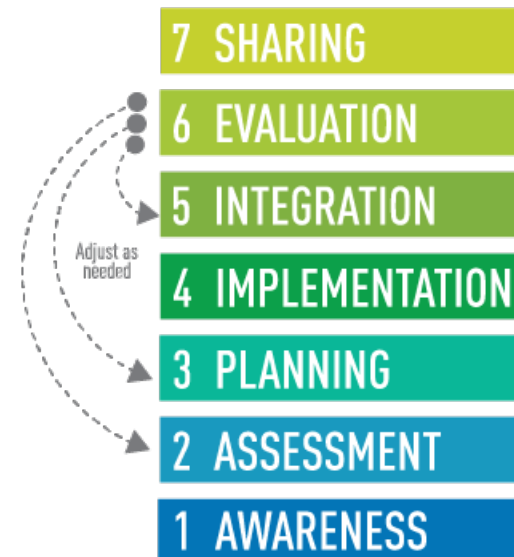 7 SHARING
6 EVALUATION
5 INTEGRATION
Adjust as
needed
4 IMPLEMENTATION
3 PLANNING
2 ASSESSMENT
1 AWARENESS